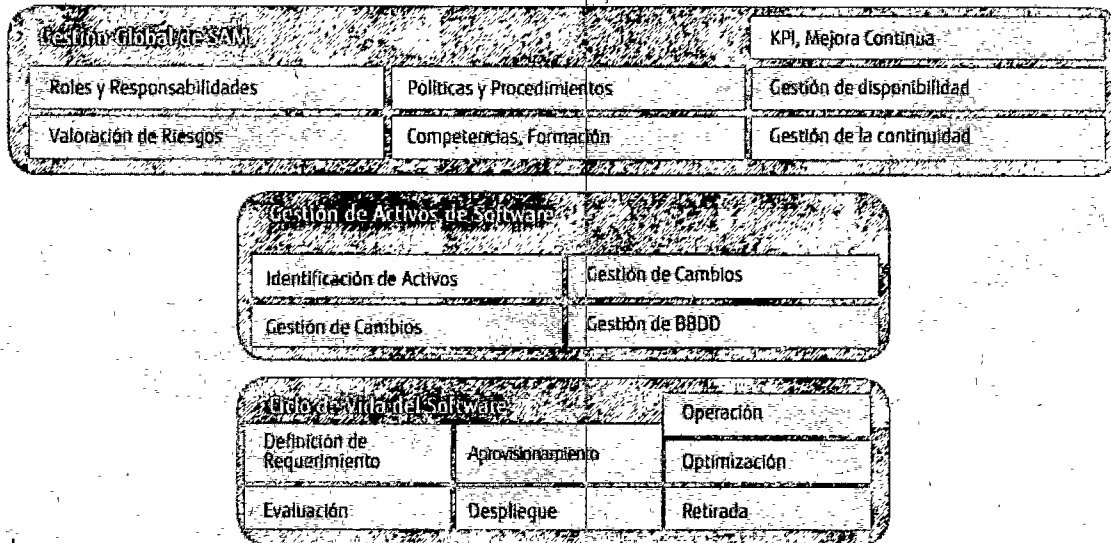 Gestión Global de SAM
KPI, Mejora Continua
Roles y Responsabilidades
Políticas y Procedimientos
Gestión de disponibilidad
Valoración de Riesgos
Competencias, Formación
Gestión de la continuidad
Gestión de Activos de Software
Identificación de Activos
Gestión de Cambios
Gestión de Cambios
Gestión de BBDD
Ciclo de Vida del Software
Operación
Definición de
Requerimiento
Aprovisionamiento
Optimización
Evaluación
Despliegue
Retirada